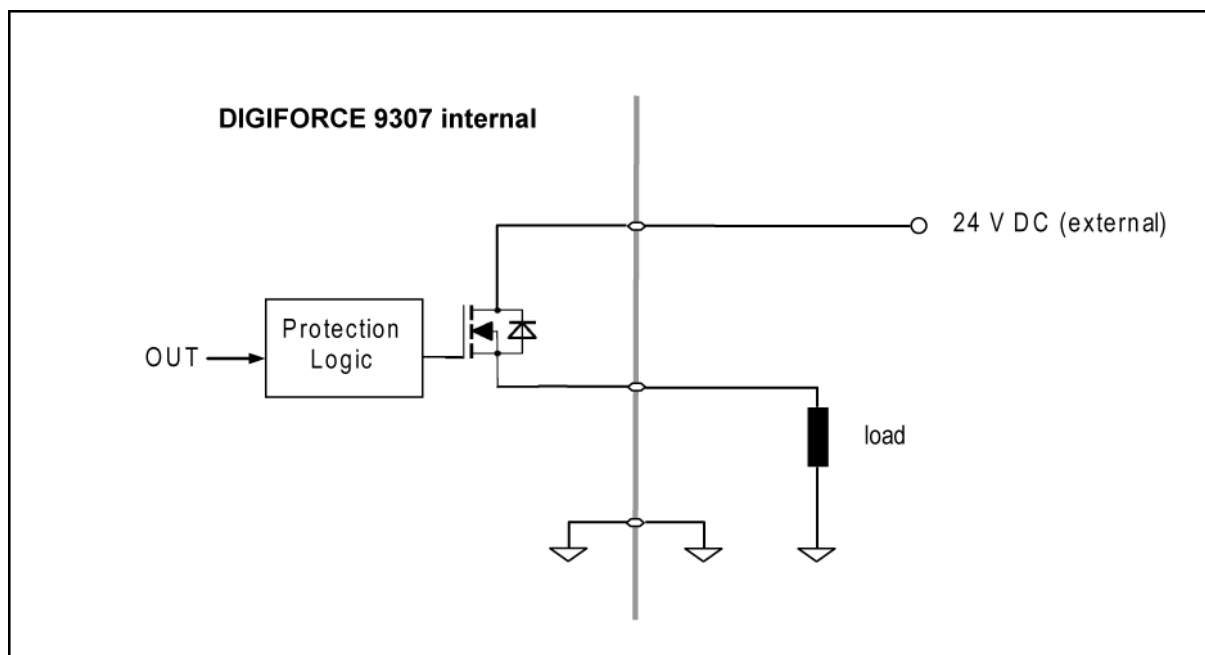 DIGIFORCE 9307 internal
24 V DC (external)
Protection
Logic
OUT
load